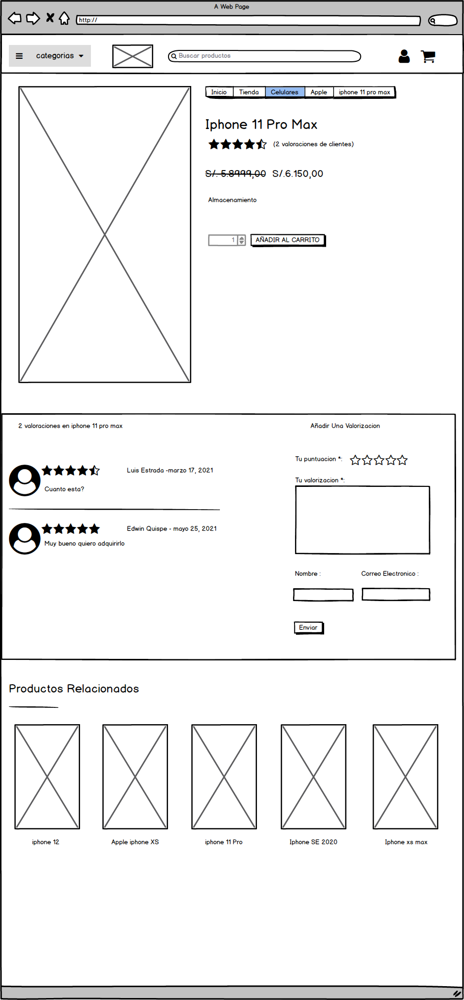 A Web Page
http://
categorias
Buscar productos
Inicio Tienda Celulares Apple iphone 11 pro max
Iphone 11 Pro Max
(2 valoraciones de clientes)
S/. 5.8999,00 S/.6.150,00
Almacenamiento
1 AÑADIR AL CARRITO
2 valoraciones en iphone 11 pro max
Luis Estrada -marzo 17, 2021
Cuanto esta?
Edwin Quispe - mayo 25, 2021
Muy bueno quiero adquirirlo
Añadir Una Valorizacion
Tu puntuacion *:
Tu valorizacion *:
Nombre : Correo Electronico :
Enviar
Productos Relacionados
iphone 12 Apple iphone XS iphone 11 Pro Iphone SE 2020 Iphone xs max